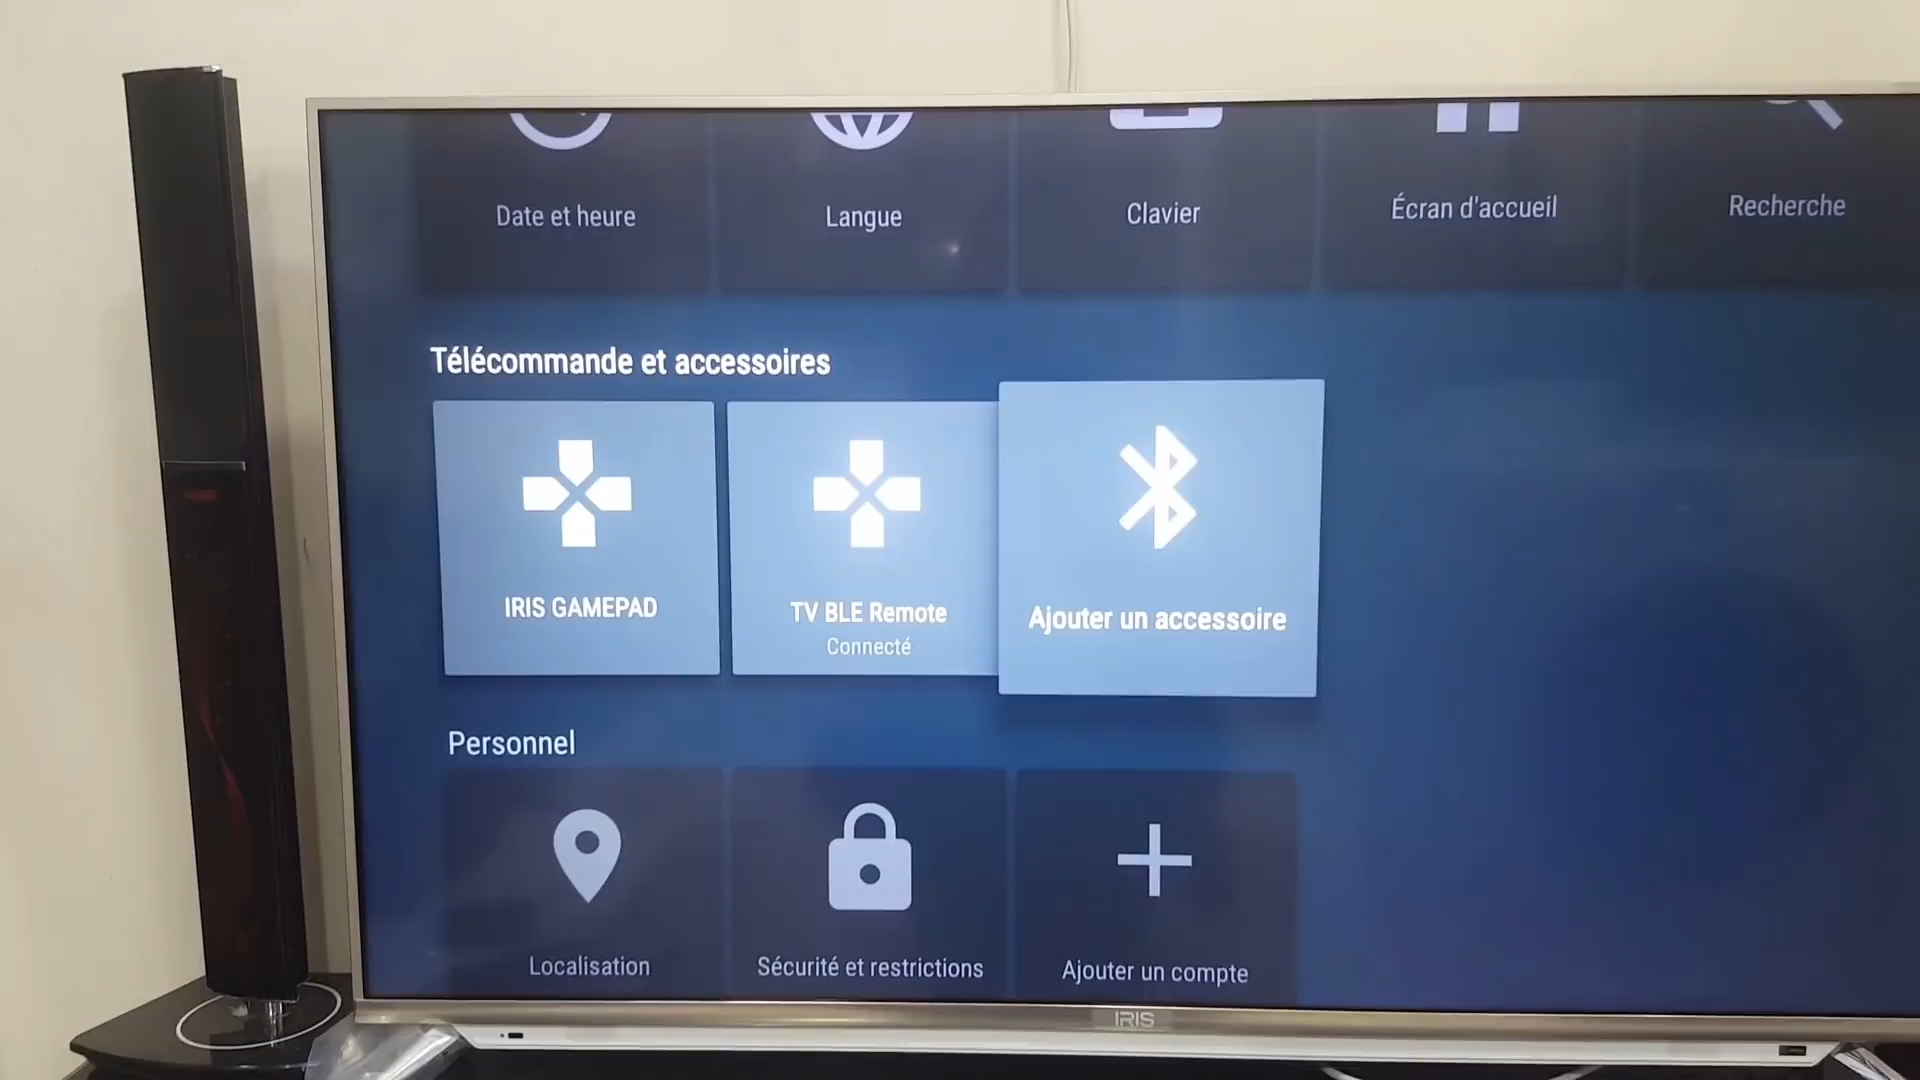 Date et heure
Langue
Clavier
Écran d'accueil
Recherche
Télécommande et accessoires
IRIS GAMEPAD
TV BLE Remote
Connecté
Ajouter un accessoire
Personnel
Localisation
Sécurité et restrictions
Ajouter un compte
IRIS